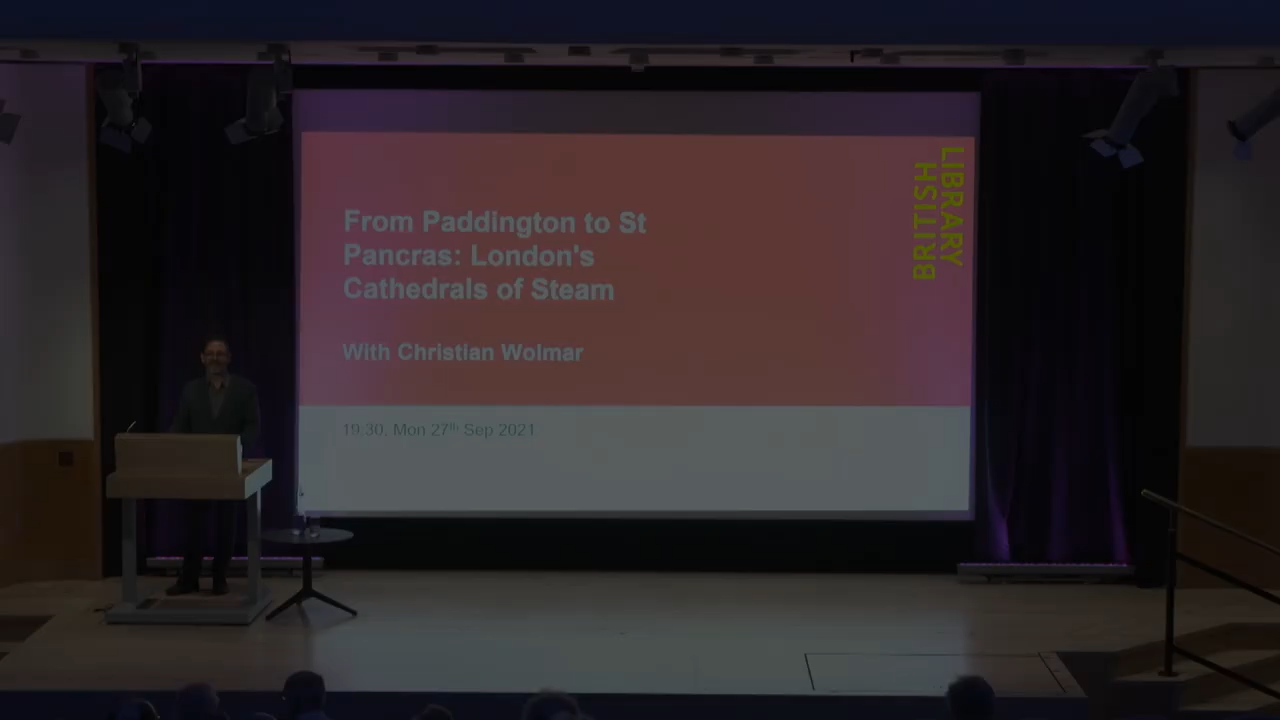 From Paddington to St
Pancras: London's
Cathedrals of Steam
With Christian Wolmar
19:30, Mon 27th Sep 2021
BRITISH
LIBRARY